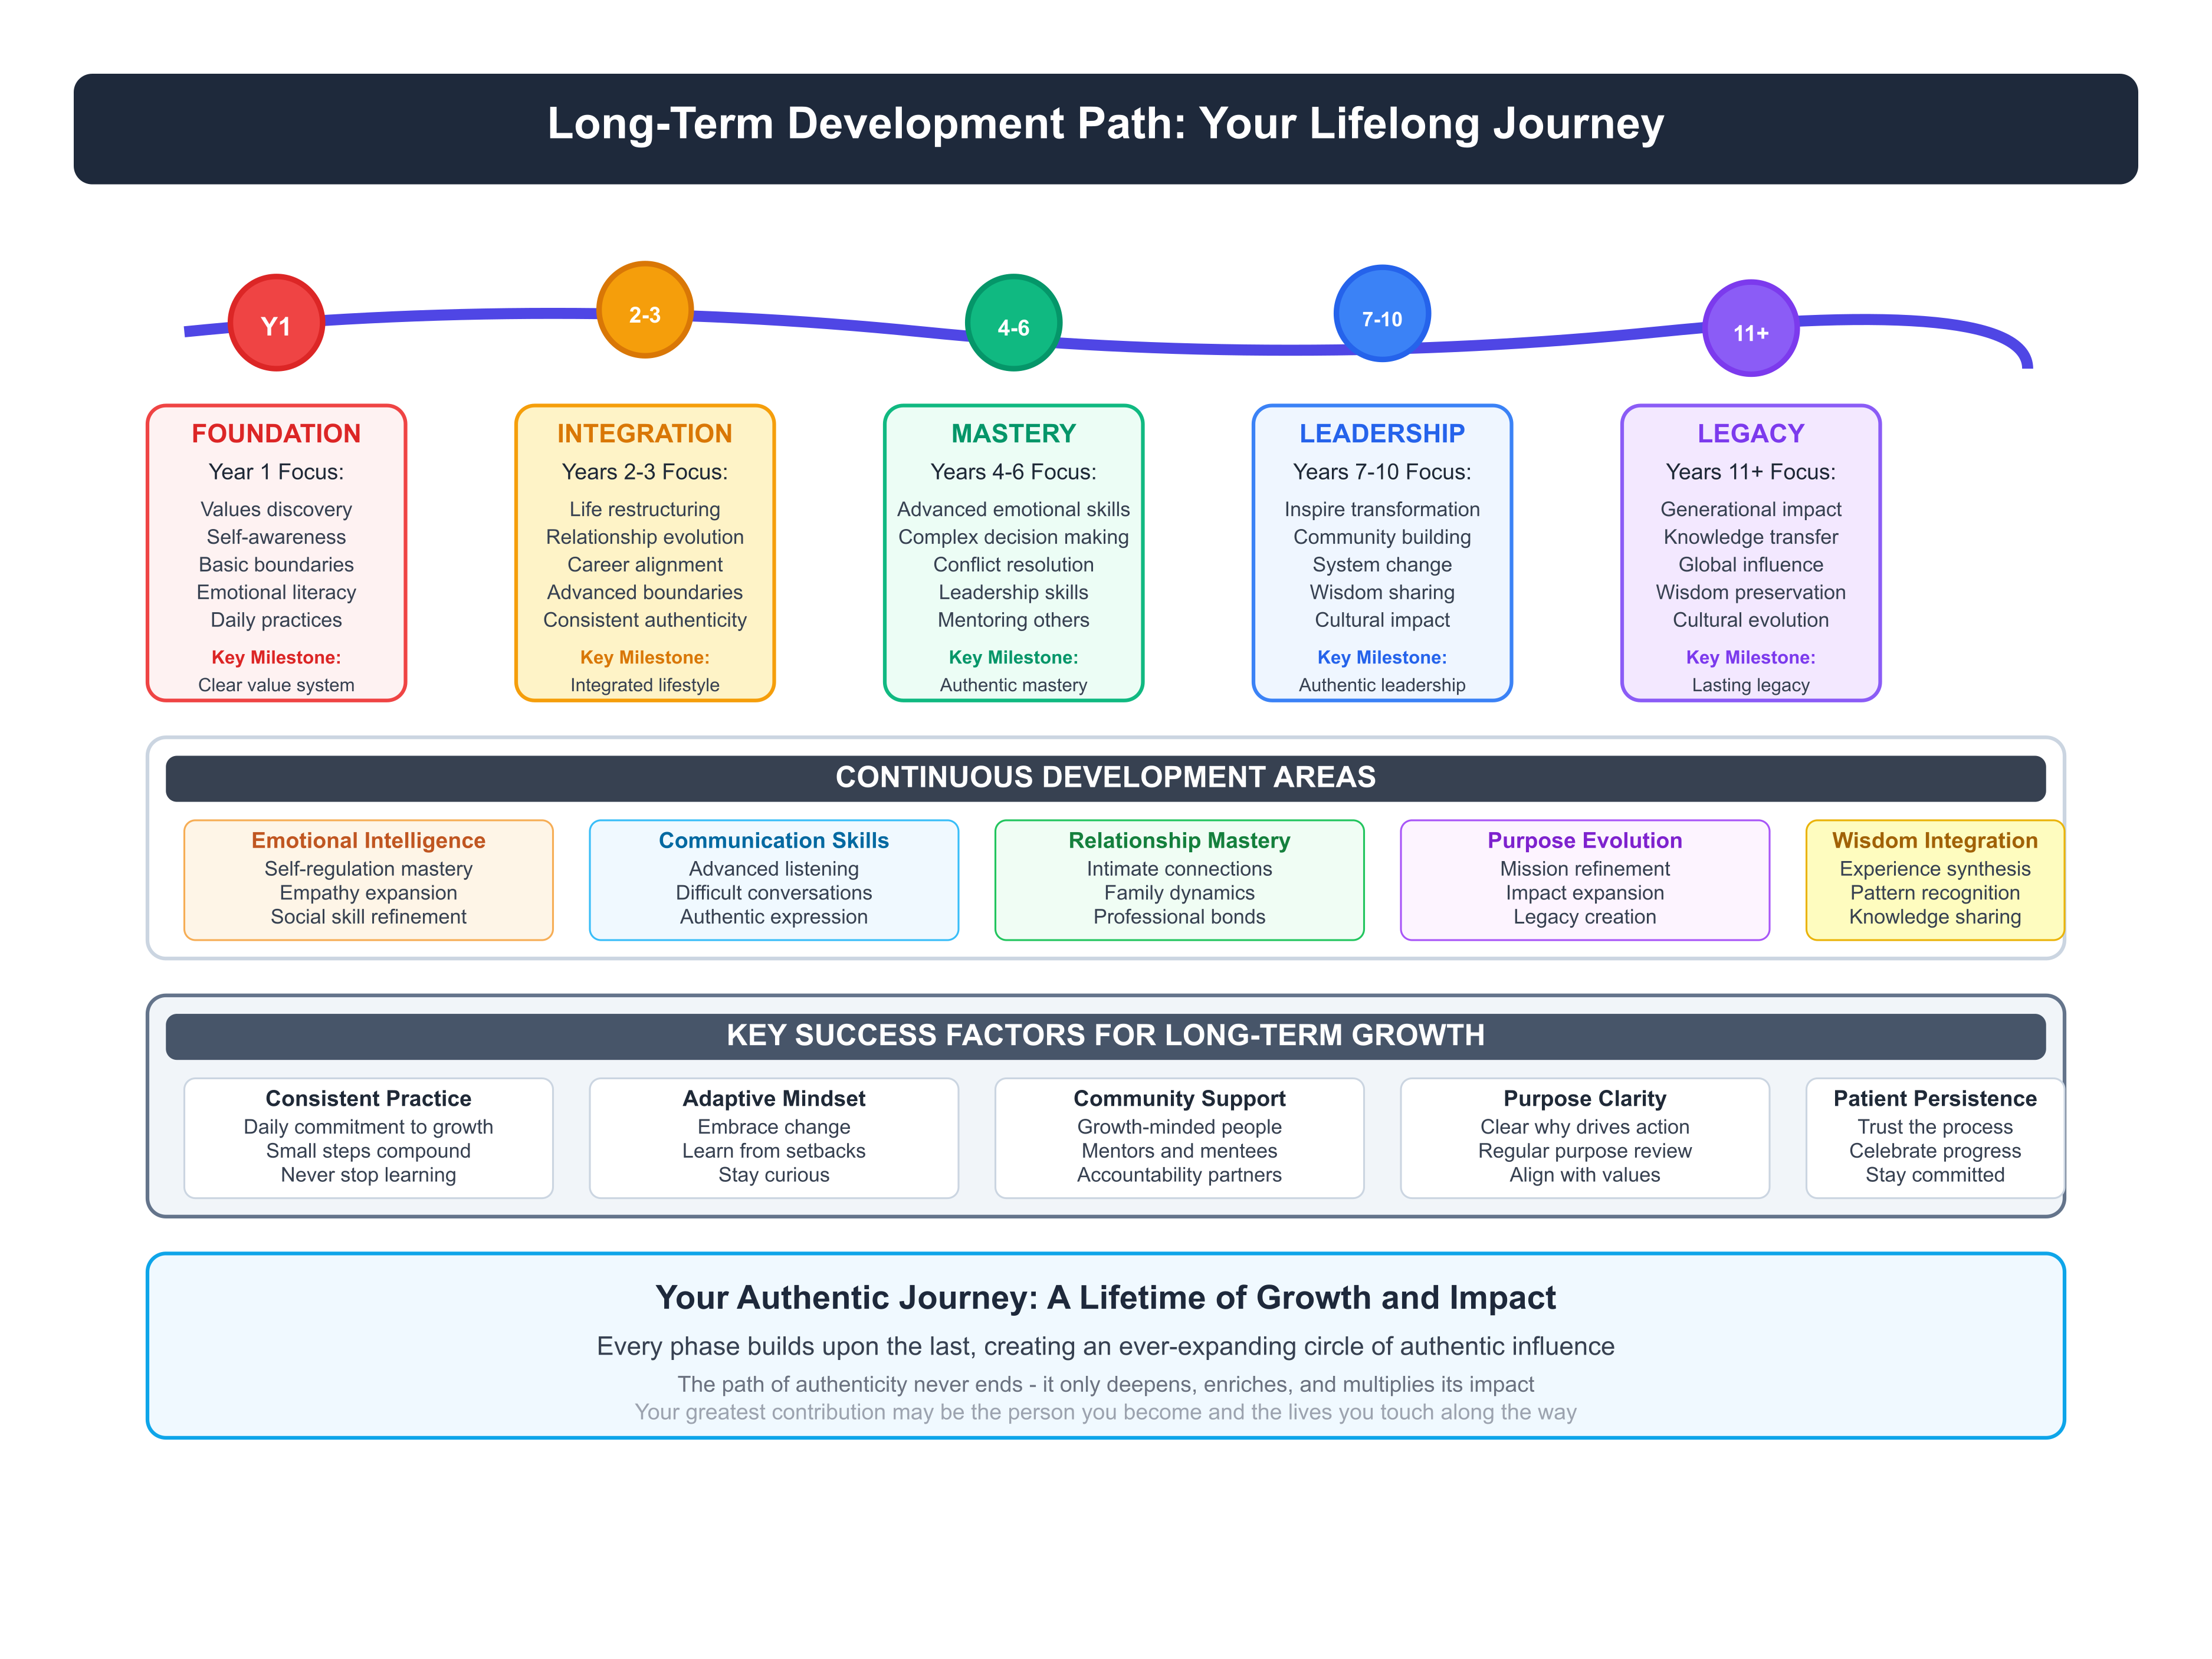 Long-Term Development Path: Your Lifelong Journey
Y1
2-3
4-6
7-10
11+
FOUNDATION
Year 1 Focus:
Values discovery
Self-awareness
Basic boundaries
Emotional literacy
Daily practices
Key Milestone:
Clear value system
INTEGRATION
Years 2-3 Focus:
Life restructuring
Relationship evolution
Career alignment
Advanced boundaries
Consistent authenticity
Key Milestone:
Integrated lifestyle
MASTERY
Years 4-6 Focus:
Advanced emotional skills
Complex decision making
Conflict resolution
Leadership skills
Mentoring others
Key Milestone:
Authentic mastery
LEADERSHIP
Years 7-10 Focus:
Inspire transformation
Community building
System change
Wisdom sharing
Cultural impact
Key Milestone:
Authentic leadership
LEGACY
Years 11+ Focus:
Generational impact
Knowledge transfer
Global influence
Wisdom preservation
Cultural evolution
Key Milestone:
Lasting legacy
CONTINUOUS DEVELOPMENT AREAS
Emotional Intelligence
Self-regulation mastery
Empathy expansion
Social skill refinement
Communication Skills
Advanced listening
Difficult conversations
Authentic expression
Relationship Mastery
Intimate connections
Family dynamics
Professional bonds
Purpose Evolution
Mission refinement
Impact expansion
Legacy creation
Wisdom Integration
Experience synthesis
Pattern recognition
Knowledge sharing
KEY SUCCESS FACTORS FOR LONG-TERM GROWTH
Consistent Practice
Daily commitment to growth
Small steps compound
Never stop learning
Adaptive Mindset
Embrace change
Learn from setbacks
Stay curious
Community Support
Growth-minded people
Mentors and mentees
Accountability partners
Purpose Clarity
Clear why drives action
Regular purpose review
Align with values
Patient Persistence
Trust the process
Celebrate progress
Stay committed
Your Authentic Journey: A Lifetime of Growth and Impact
Every phase builds upon the last, creating an ever-expanding circle of authentic influence
The path of authenticity never ends - it only deepens, enriches, and multiplies its impact
Your greatest contribution may be the person you become and the lives you touch along the way